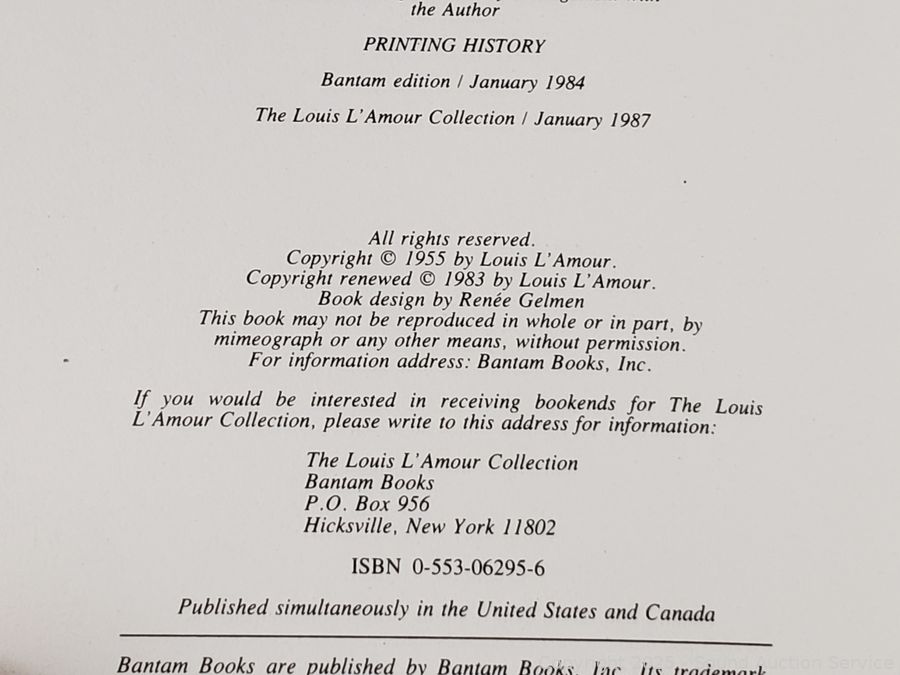 the Author
PRINTING HISTORY
Bantam edition / January 1984
The Louis L'Amour Collection / January 1987
All rights reserved.
Copyright © 1955 by Louis L'Amour.
Copyright renewed © 1983 by Louis L'Amour.
Book design by Renée Gelmen
This book may not be reproduced in whole or in part, by
mimeograph or any other means, without permission.
For information address: Bantam Books, Inc.
If you would be interested in receiving bookends for The Louis
L'Amour Collection, please write to this address for information:
The Louis L'Amour Collection
Bantam Books
P.O. Box 956
Hicksville, New York 11802
ISBN 0-553-06295-6
Published simultaneously in the United States and Canada
Bantam Books are published by Bantam Books, Inc. Its trademark,
Copyright 2025 Sound Auction Service